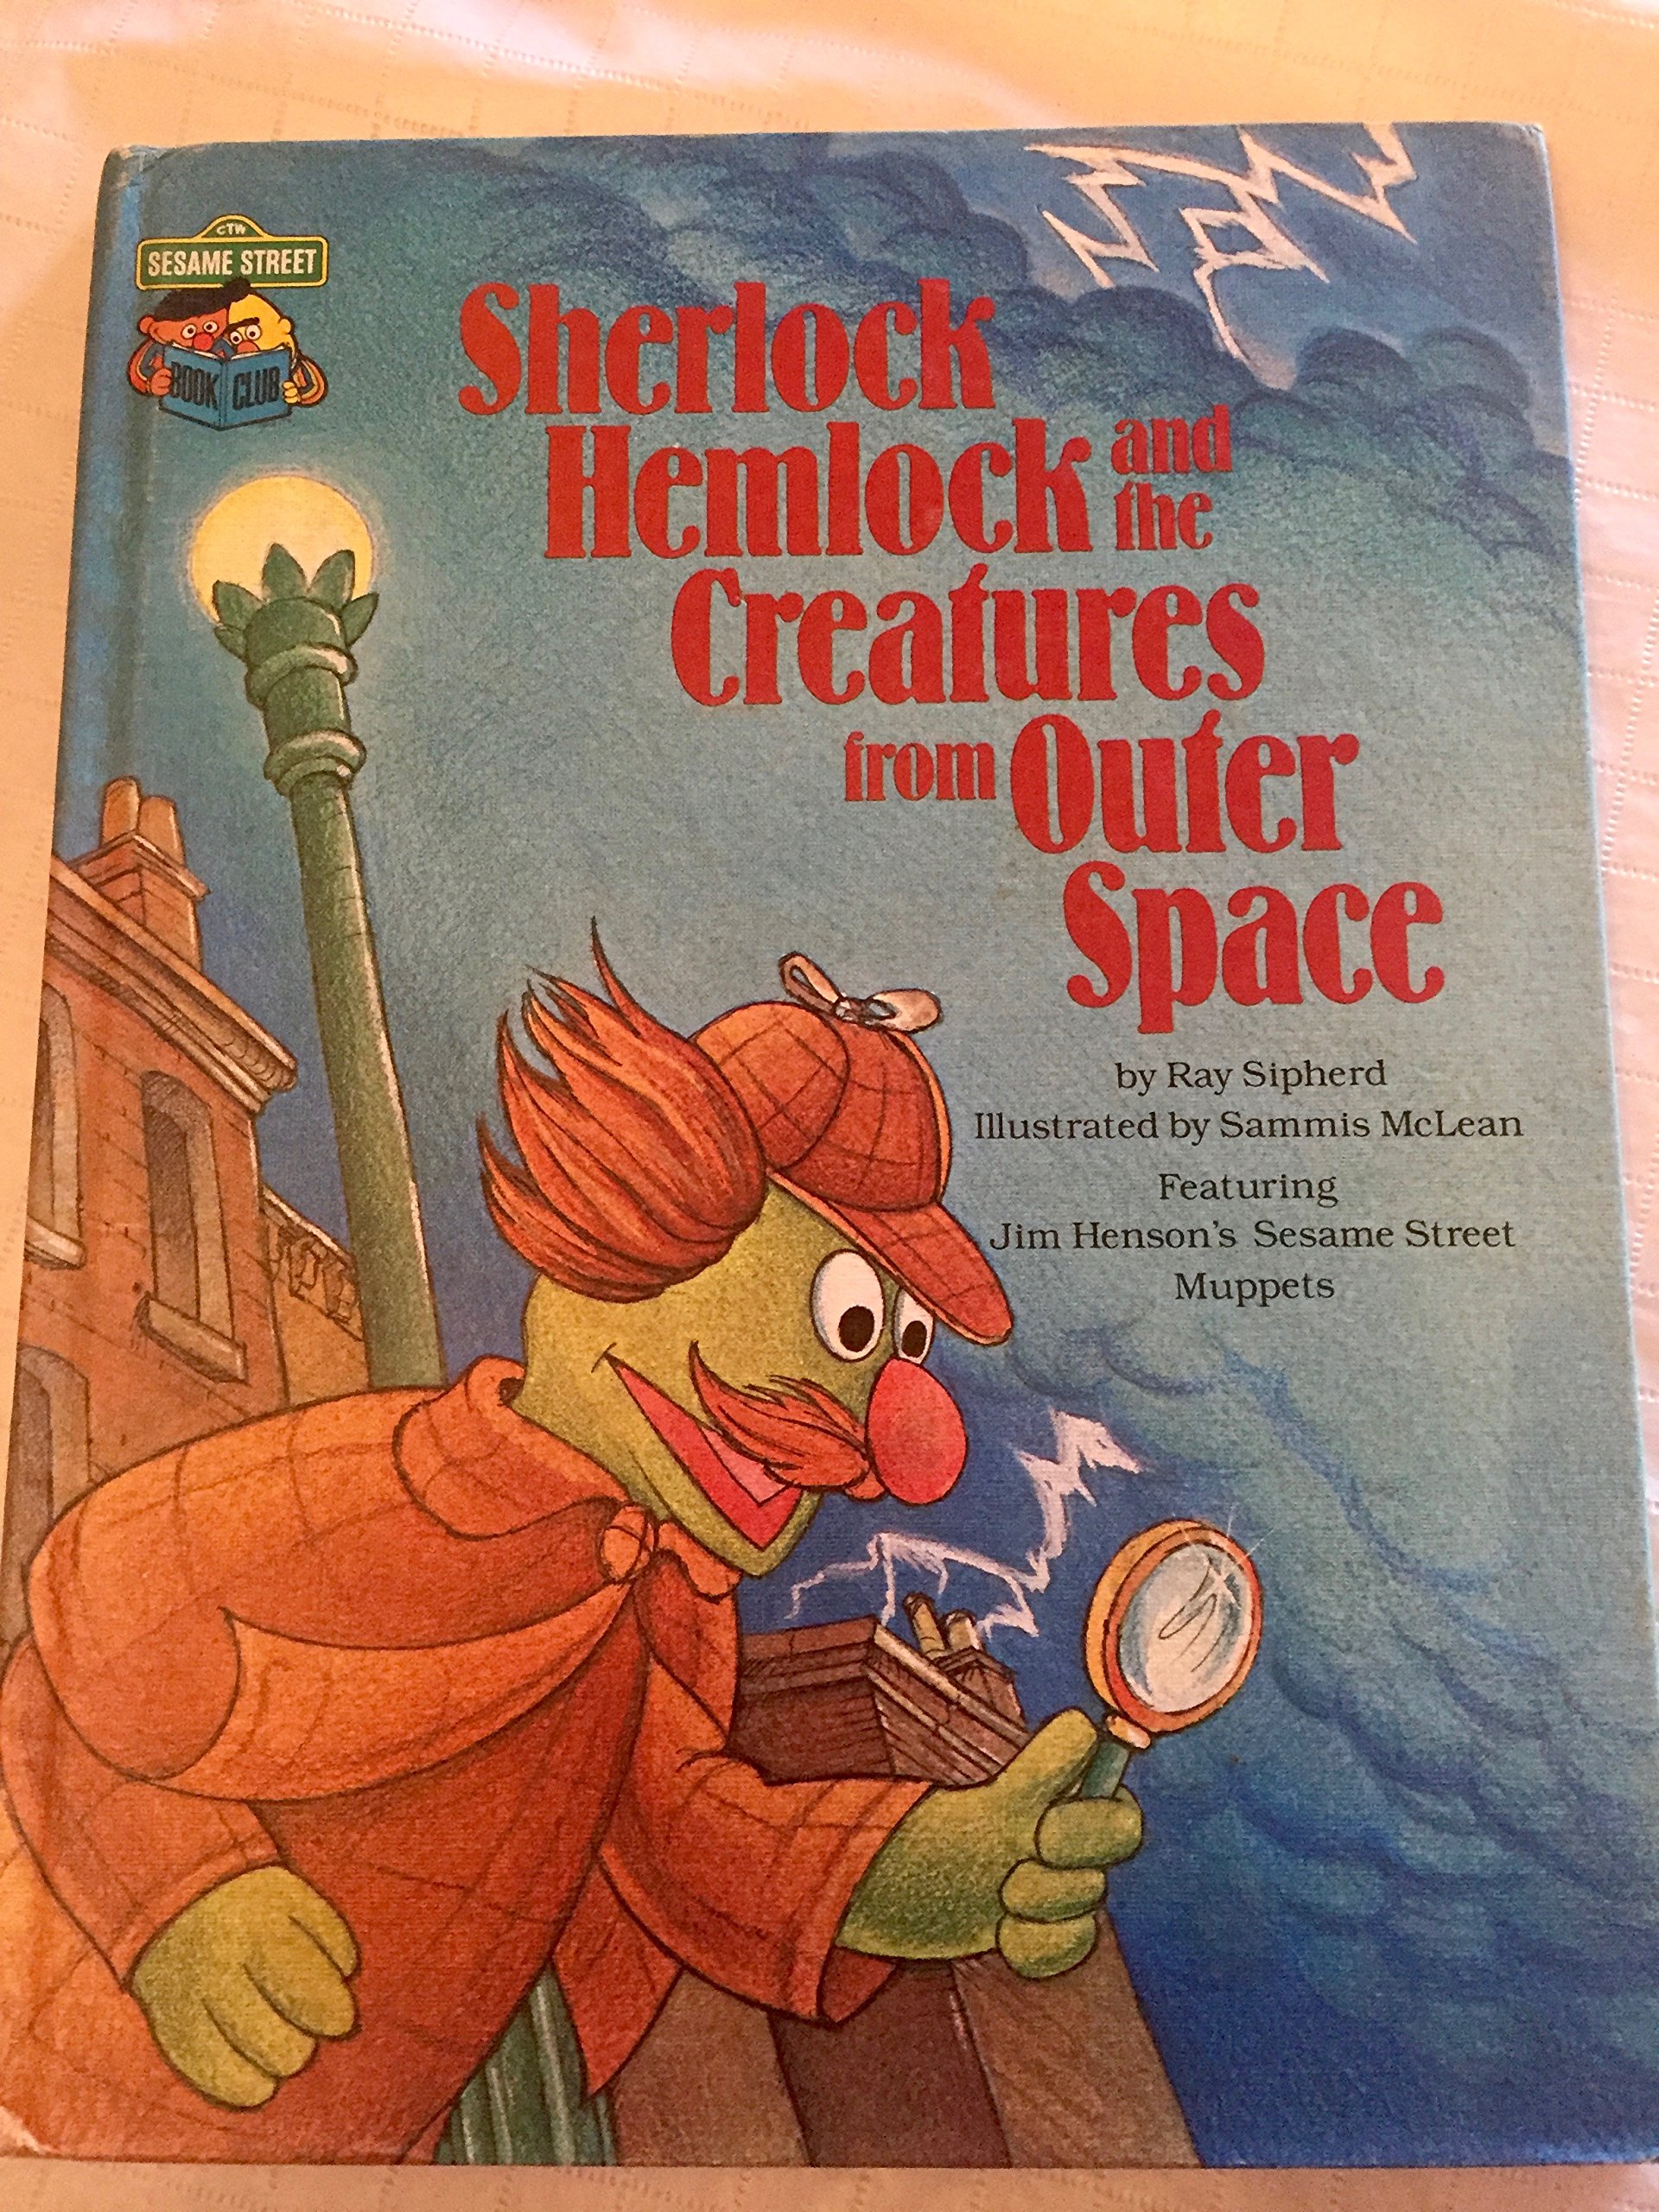 CTW
SESAME STREET
BOOK CLUB
Sherlock
Hemlock and the
Creatures
from Outer
Space
by Ray Sipherd
Illustrated by Sammis McLean
Featuring
Jim Henson's Sesame Street
Muppets